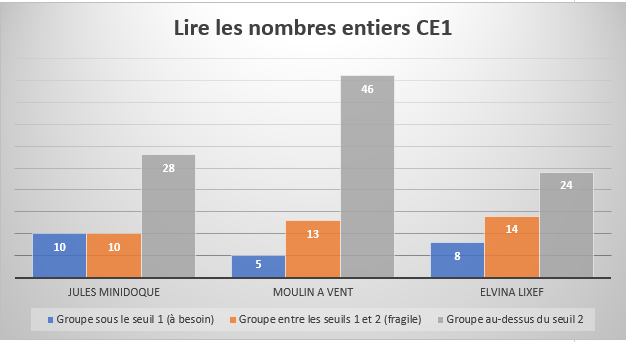 Lire les nombres entiers CE1
10 10 28 5 13 46 8 14 24
JULES MINIDOQUE MOULIN A VENT ELVINA LIXEF
Groupe sous le seuil 1 (à besoin) Groupe entre les seuils 1 et 2 (fragile) Groupe au-dessus du seuil 2